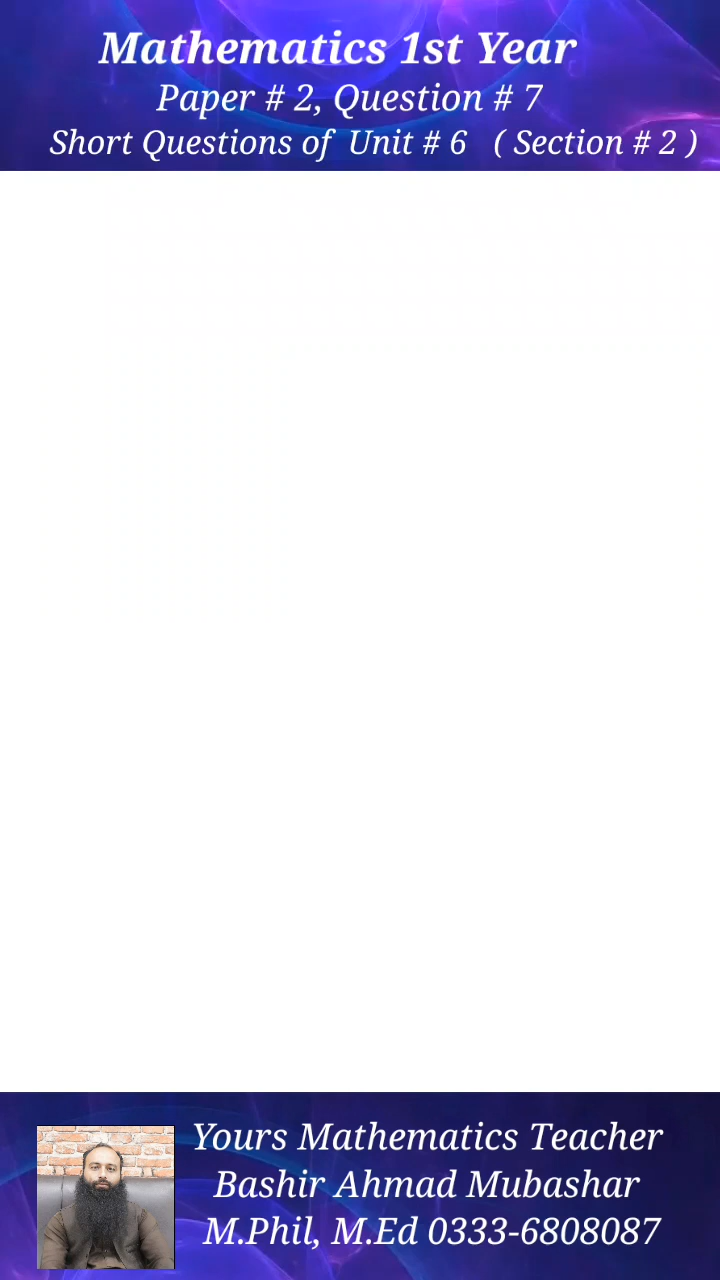 Mathematics 1st Year
Paper # 2, Question # 7
Short Questions of Unit # 6 ( Section # 2 )
Yours Mathematics Teacher
Bashir Ahmad Mubashar
M.Phil, M.Ed 0333-6808087